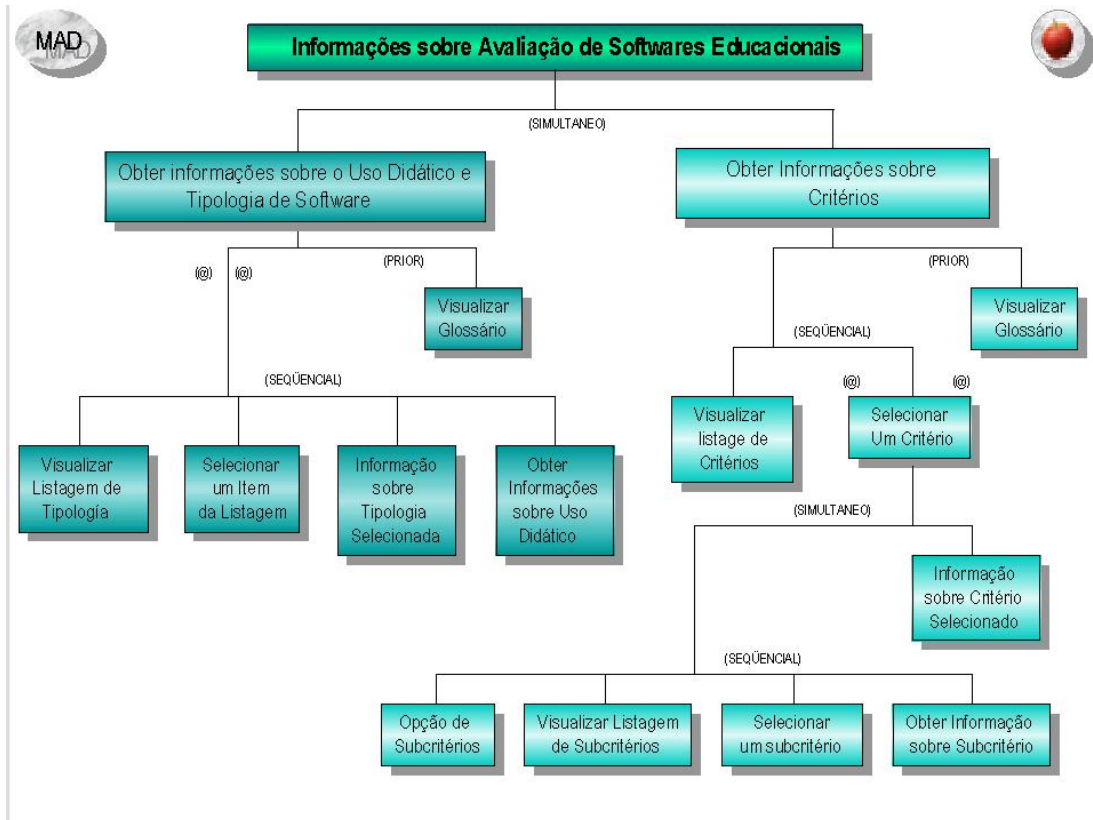 MAD
Informações sobre Avaliação de Softwares Educacionais
(SIMULTANEO)
Obter informações sobre o Uso Didático e
Tipologia de Software
Obter Informações sobre
Critérios
(@) (@)
(PRIOR)
Visualizar
Glossário
(PRIOR)
Visualizar
Glossário
(SEQÜENCIAL)
(SEQÜENCIAL)
(@) (@)
Visualizar
Listagem de
Tipología
Selecionar
um Item
da Listagem
Informação
sobre
Tipologia
Selecionada
Obter
Informações
sobre Uso
Didático
Visualizar
listage de
Critérios
Selecionar
Um Critério
(SIMULTANEO)
Informação
sobre Critério
Selecionado
(SEQÜENCIAL)
Opção de
Subcritérios
Visualizar Listagem
de Subcritérios
Selecionar
um subcritério
Obter Informação
sobre Subcritério